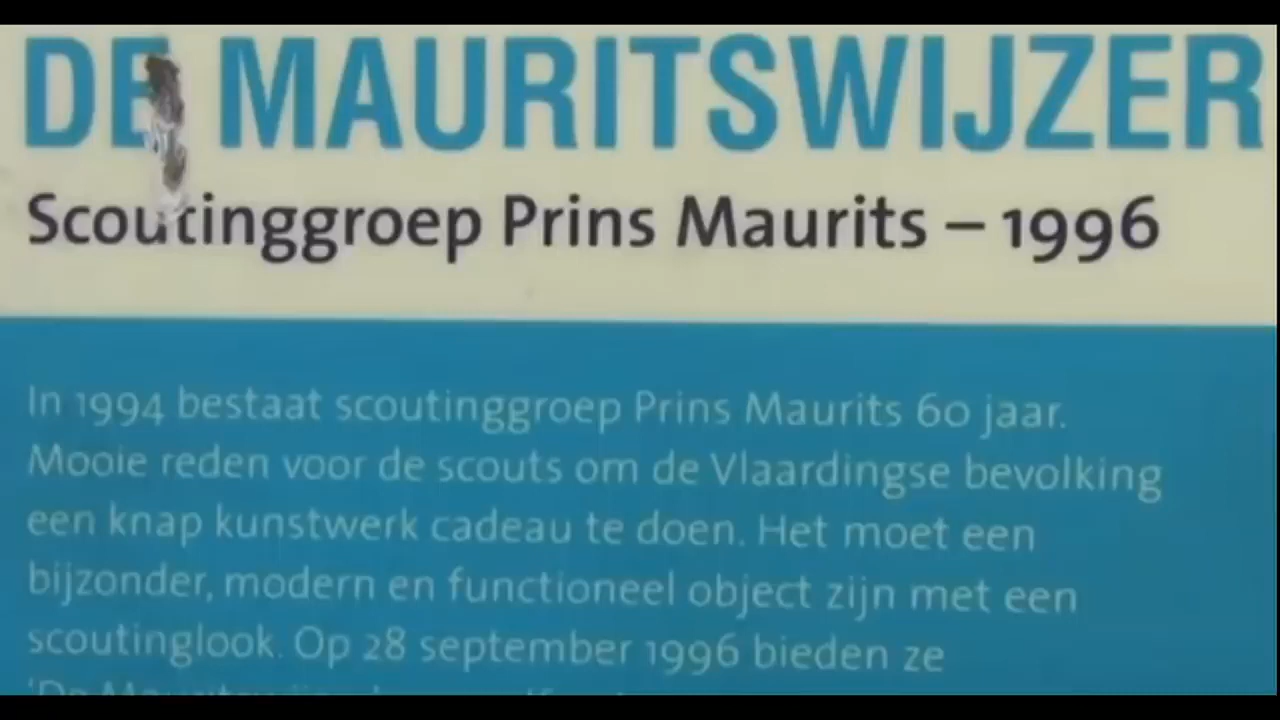 DE MAURITSWIJZER
Scoutinggroep Prins Maurits – 1996
In 1994 bestaat scoutinggroep Prins Maurits 60 jaar.
Mooie reden voor de scouts om de Vlaardingse bevolking
een knap kunstwerk cadeau te doen. Het moet een
bijzonder, modern en functioneel object zijn met een
scoutinglook. Op 28 september 1996 bieden ze